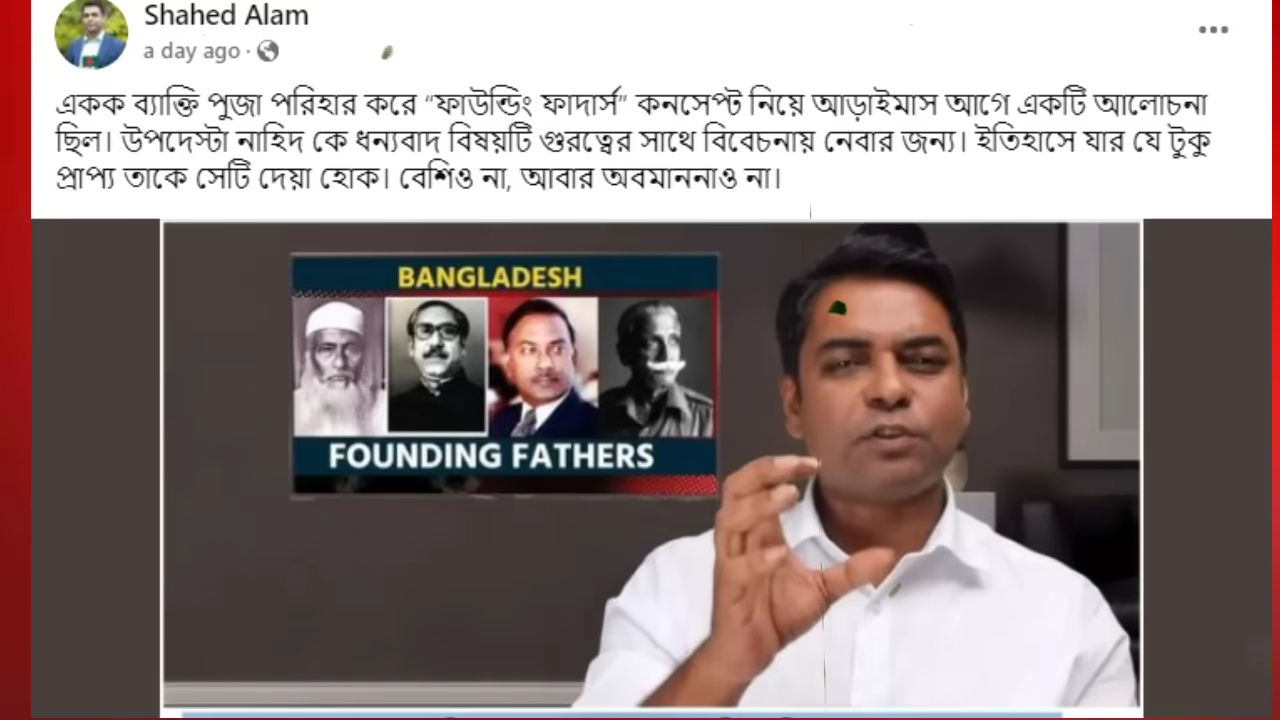 Shahed Alam
a day ago ·
একক ব্যাক্তি পুজা পরিহার করে “ফাউন্ডিং ফাদার্স” কনসেপ্ট নিয়ে আড়াইমাস আগে একটি আলোচনা
ছিল। উপদেস্টা নাহিদ কে ধন্যবাদ বিষয়টি গুরত্বের সাথে বিবেচনায় নেবার জন্য। ইতিহাসে যার যে টুকু
প্রাপ্য তাকে সেটি দেয়া হোক। বেশিও না, আবার অবমাননাও না।
BANGLADESH
FOUNDING FATHERS